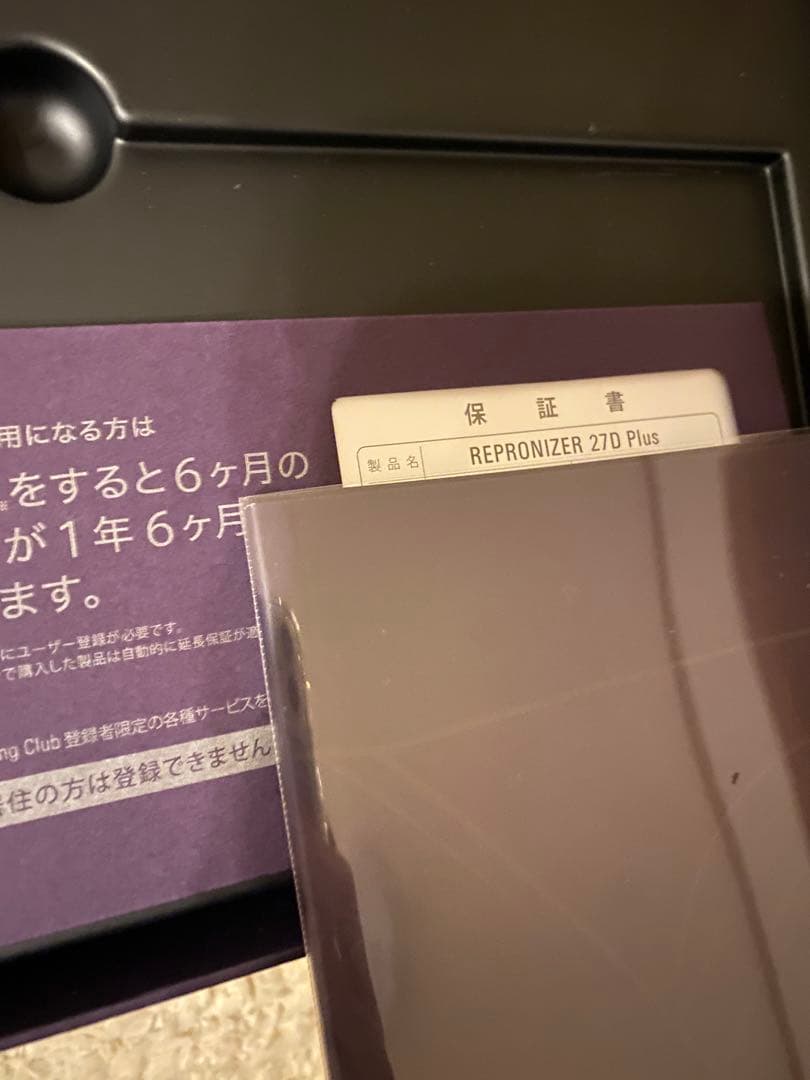 用になる方は
をすると6ヶ月の
が1年6ヶ月
ます。
にユーザー登録が必要です。
で購入した製品は自動的に延長保証が適
ng Club 登録者限定の各種サービスを
住の方は登録できません
保証書
製品名 REPRONIZER 27D Plus